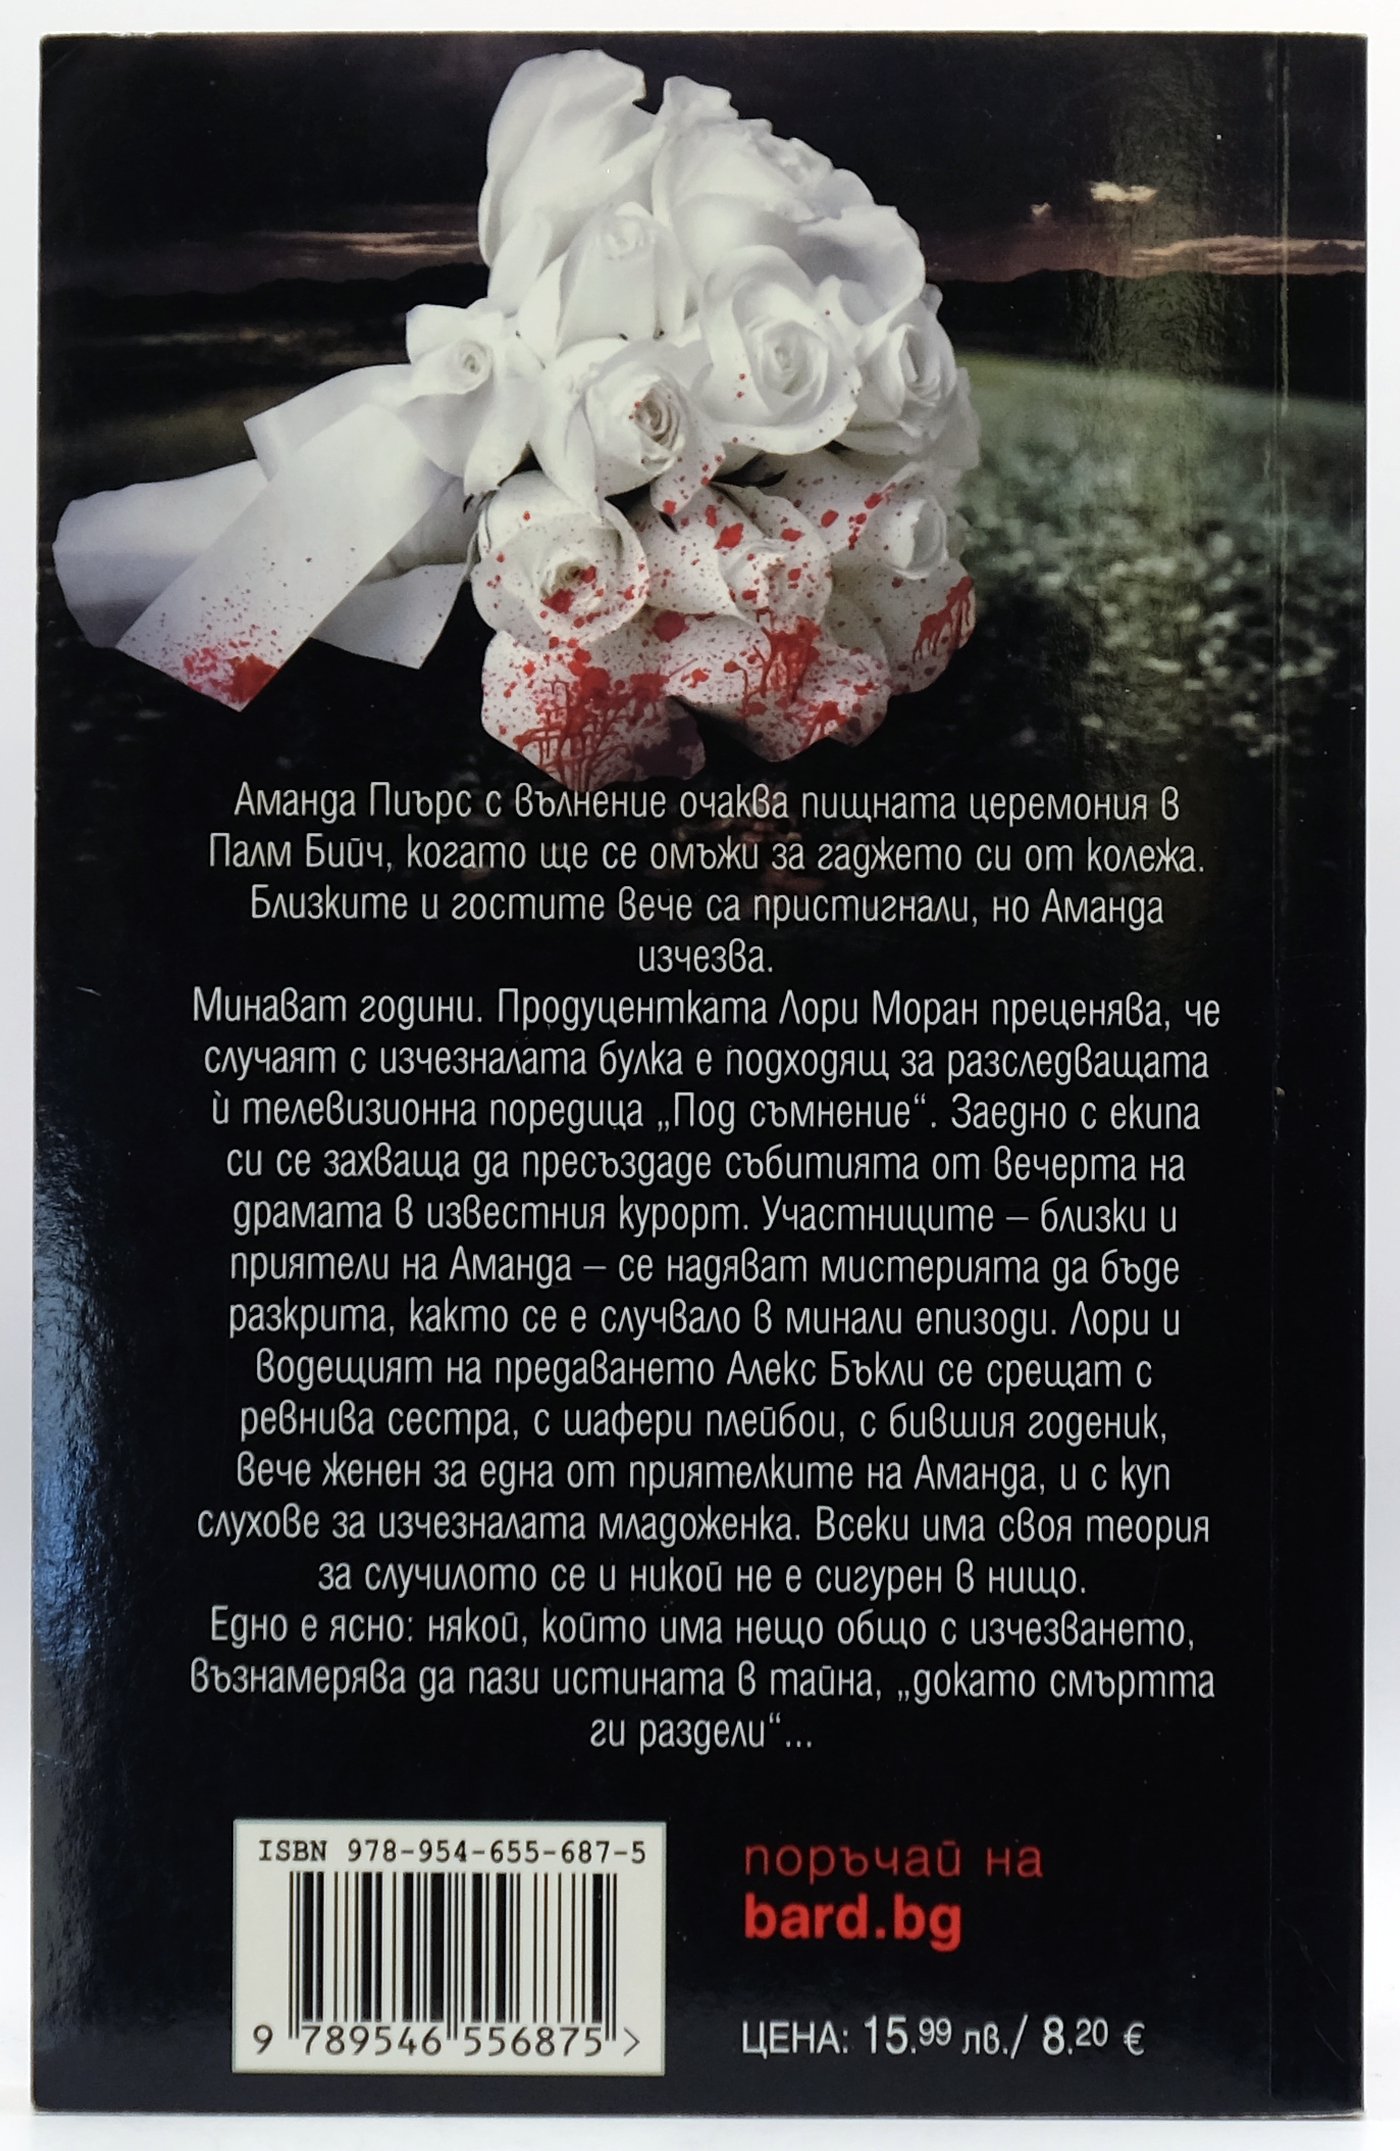 Аманда Пиърс с вълнение очаква пищната церемония в
Палм Бийч, когато ще се омъжи за гаджето си от колежа.
Близките и гостите вече са пристигнали, но Аманда
изчезва.
Минават години. Продуцентката Лори Моран преценява, че
случаят с изчезналата булка е подходящ за разследващата
ѝ телевизионна поредица „Под съмнение“. Заедно с екипа
си се захваща да пресъздаде събитията от вечерта на
драмата в известния курорт. Участниците – близки и
приятели на Аманда – се надяват мистерията да бъде
разкрита, както се е случвало в минали епизоди. Лори и
водещият на предаването Алекс Бъкли се срещат с
ревнива сестра, с шафери плейбои, с бившия годеник,
вече женен за една от приятелките на Аманда, и с куп
слухове за изчезналата младоженка. Всеки има своя теория
за случилото се и никой не е сигурен в нищо.
Едно е ясно: някой, който има нещо общо с изчезването,
възнамерява да пази истината в тайна, „докато смъртта
ги раздели“...
ISBN 978-954-655-687-5
9 789546 556875 >
поръчай на
bard.bg
ЦЕНА: 15.99 лв./ 8.20 €